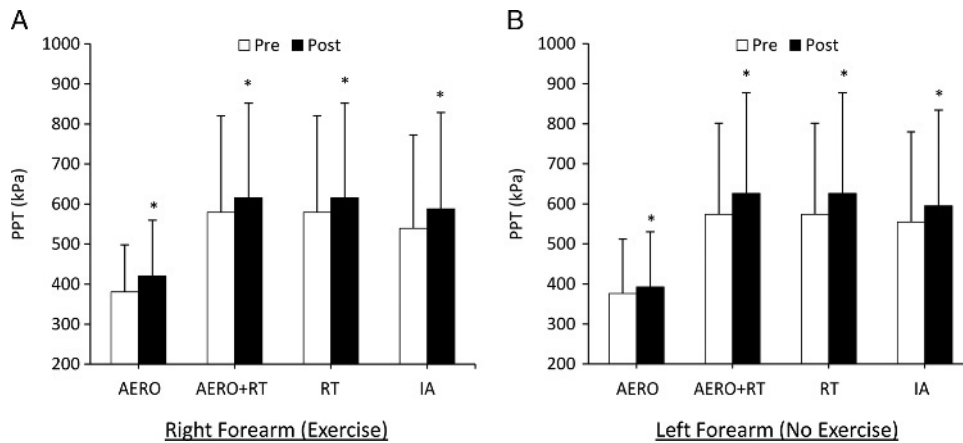 A
Pre Post
1000
900
800
700
600
500
400
300
200
PPT (kPa)
* * * *
AERO AERO+RT RT IA
Right Forearm (Exercise)
B
Pre Post
1000
900
800
700
600
500
400
300
200
PPT (kPa)
* * * *
AERO AERO+RT RT IA
Left Forearm (No Exercise)